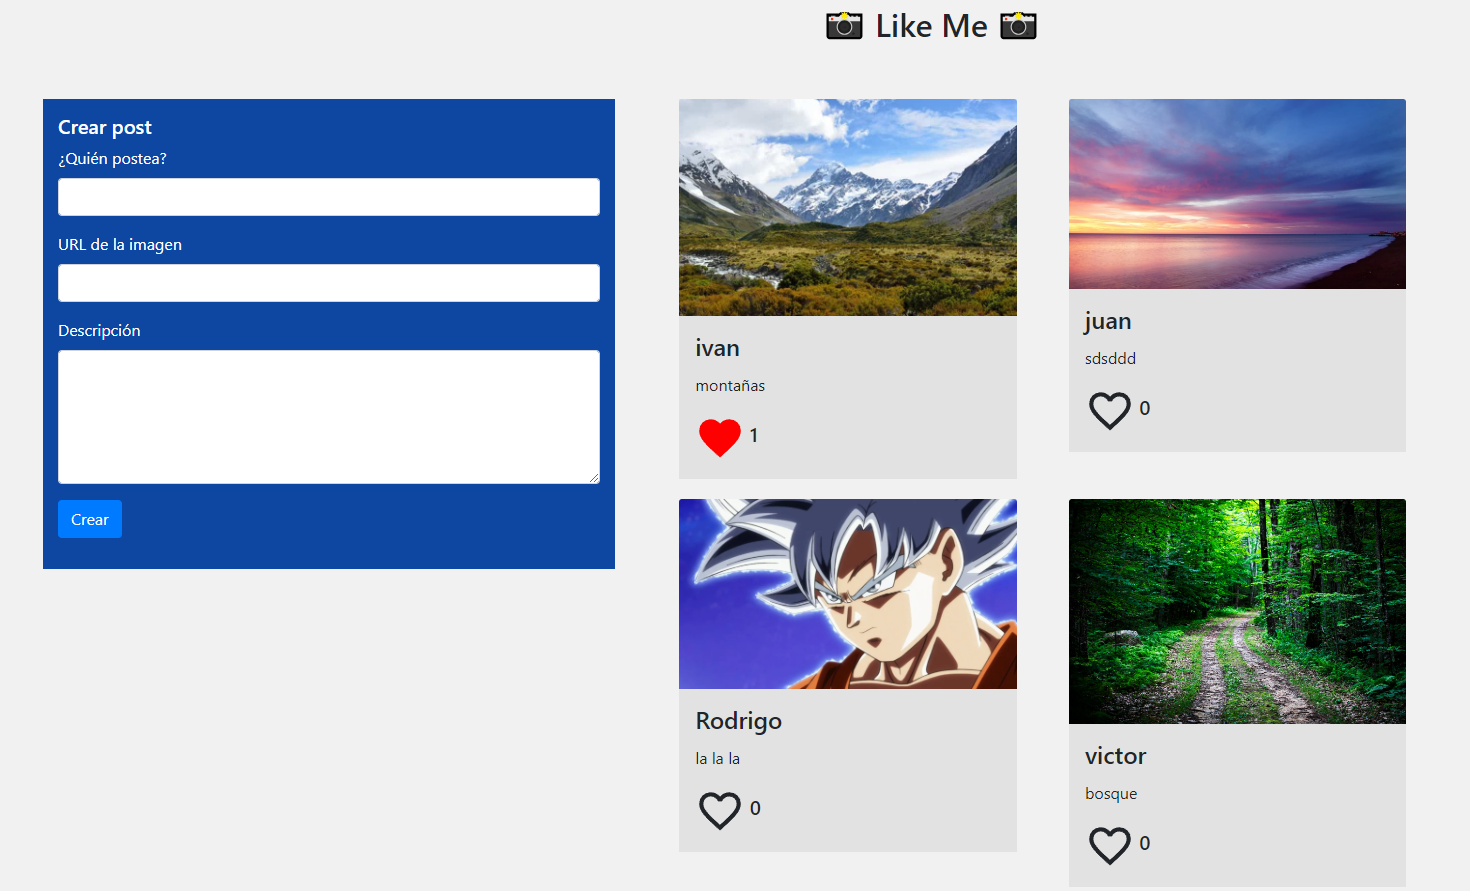 Like Me
Crear post
¿Quién postea?
URL de la imagen
Descripción
Crear
ivan
montañas
1
juan
sdsddd
0
Rodrigo
la la la
0
victor
bosque
0